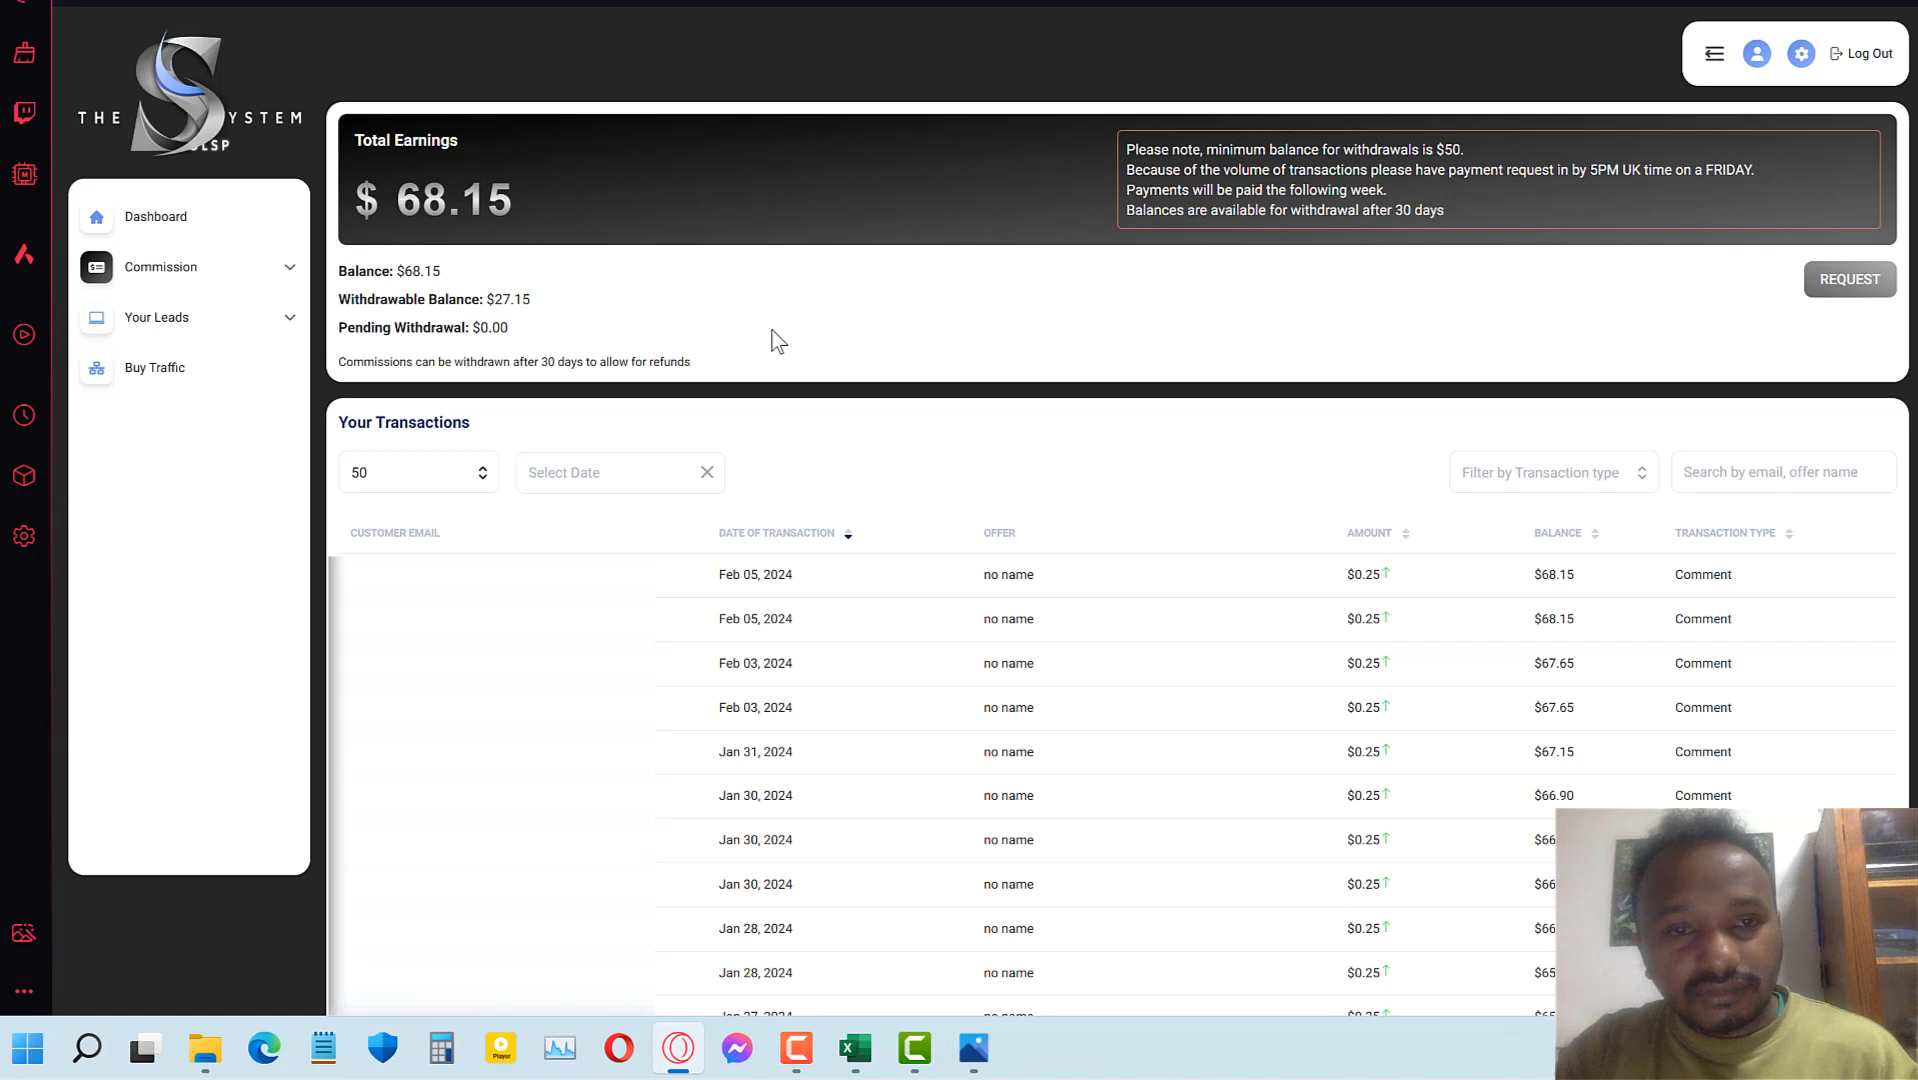 THE SYSTEM
OLSP
Log Out
Dashboard
Commission
Your Leads
Buy Traffic
Total Earnings
$ 68.15
Please note, minimum balance for withdrawals is $50.
Because of the volume of transactions please have payment request in by 5PM UK time on a FRIDAY.
Payments will be paid the following week.
Balances are available for withdrawal after 30 days
Balance: $68.15
Withdrawable Balance: $27.15
Pending Withdrawal: $0.00
Commissions can be withdrawn after 30 days to allow for refunds
REQUEST
Your Transactions
50 Select Date Filter by Transaction type Search by email, offer name
CUSTOMER EMAIL DATE OF TRANSACTION OFFER AMOUNT BALANCE TRANSACTION TYPE
Feb 05, 2024 no name $0.25 $68.15 Comment
Feb 05, 2024 no name $0.25 $68.15 Comment
Feb 03, 2024 no name $0.25 $67.65 Comment
Feb 03, 2024 no name $0.25 $67.65 Comment
Jan 31, 2024 no name $0.25 $67.15 Comment
Jan 30, 2024 no name $0.25 $66.90 Comment
Jan 30, 2024 no name $0.25 $66
Jan 30, 2024 no name $0.25 $66
Jan 28, 2024 no name $0.25 $66
Jan 28, 2024 no name $0.25 $65
Player